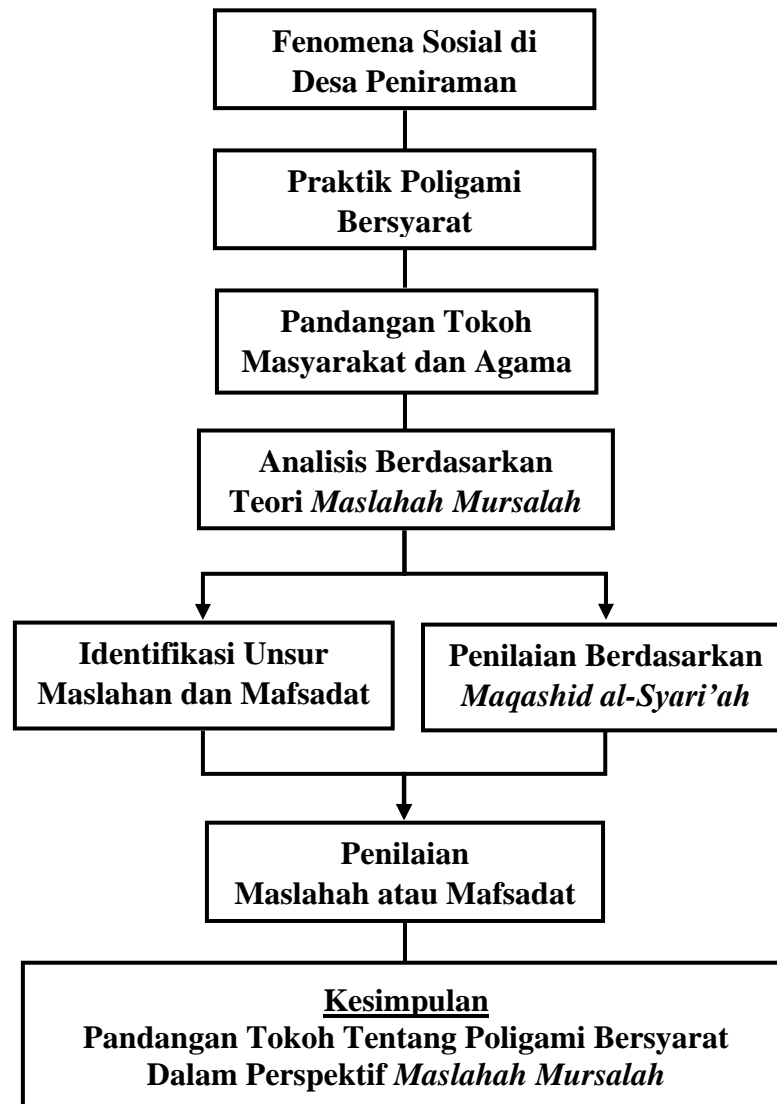 Fenomena Sosial di
Desa Peniraman
Praktik Poligami
Bersyarat
Pandangan Tokoh
Masyarakat dan Agama
Analisis Berdasarkan
Teori Maslahah Mursalah
Identifikasi Unsur
Maslahan dan Mafsadat
Penilaian Berdasarkan
Maqashid al-Syari’ah
Penilaian
Maslahah atau Mafsadat
Kesimpulan
Pandangan Tokoh Tentang Poligami Bersyarat
Dalam Perspektif Maslahah Mursalah